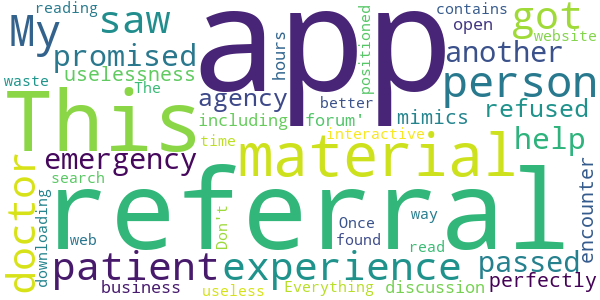 reading
contains
My
saw
app
got
open
website
promised
hours
positioned
another
person
waste
uselessness
The
agency
better
refused
This
including
forum'
mimics
time
interactive
help
emergency
material
doctor
search
referral
encounter
downloading
Don't
Once
way
web
found
read
patient
experience
passed
perfectly
business
useless
Everything
discussion